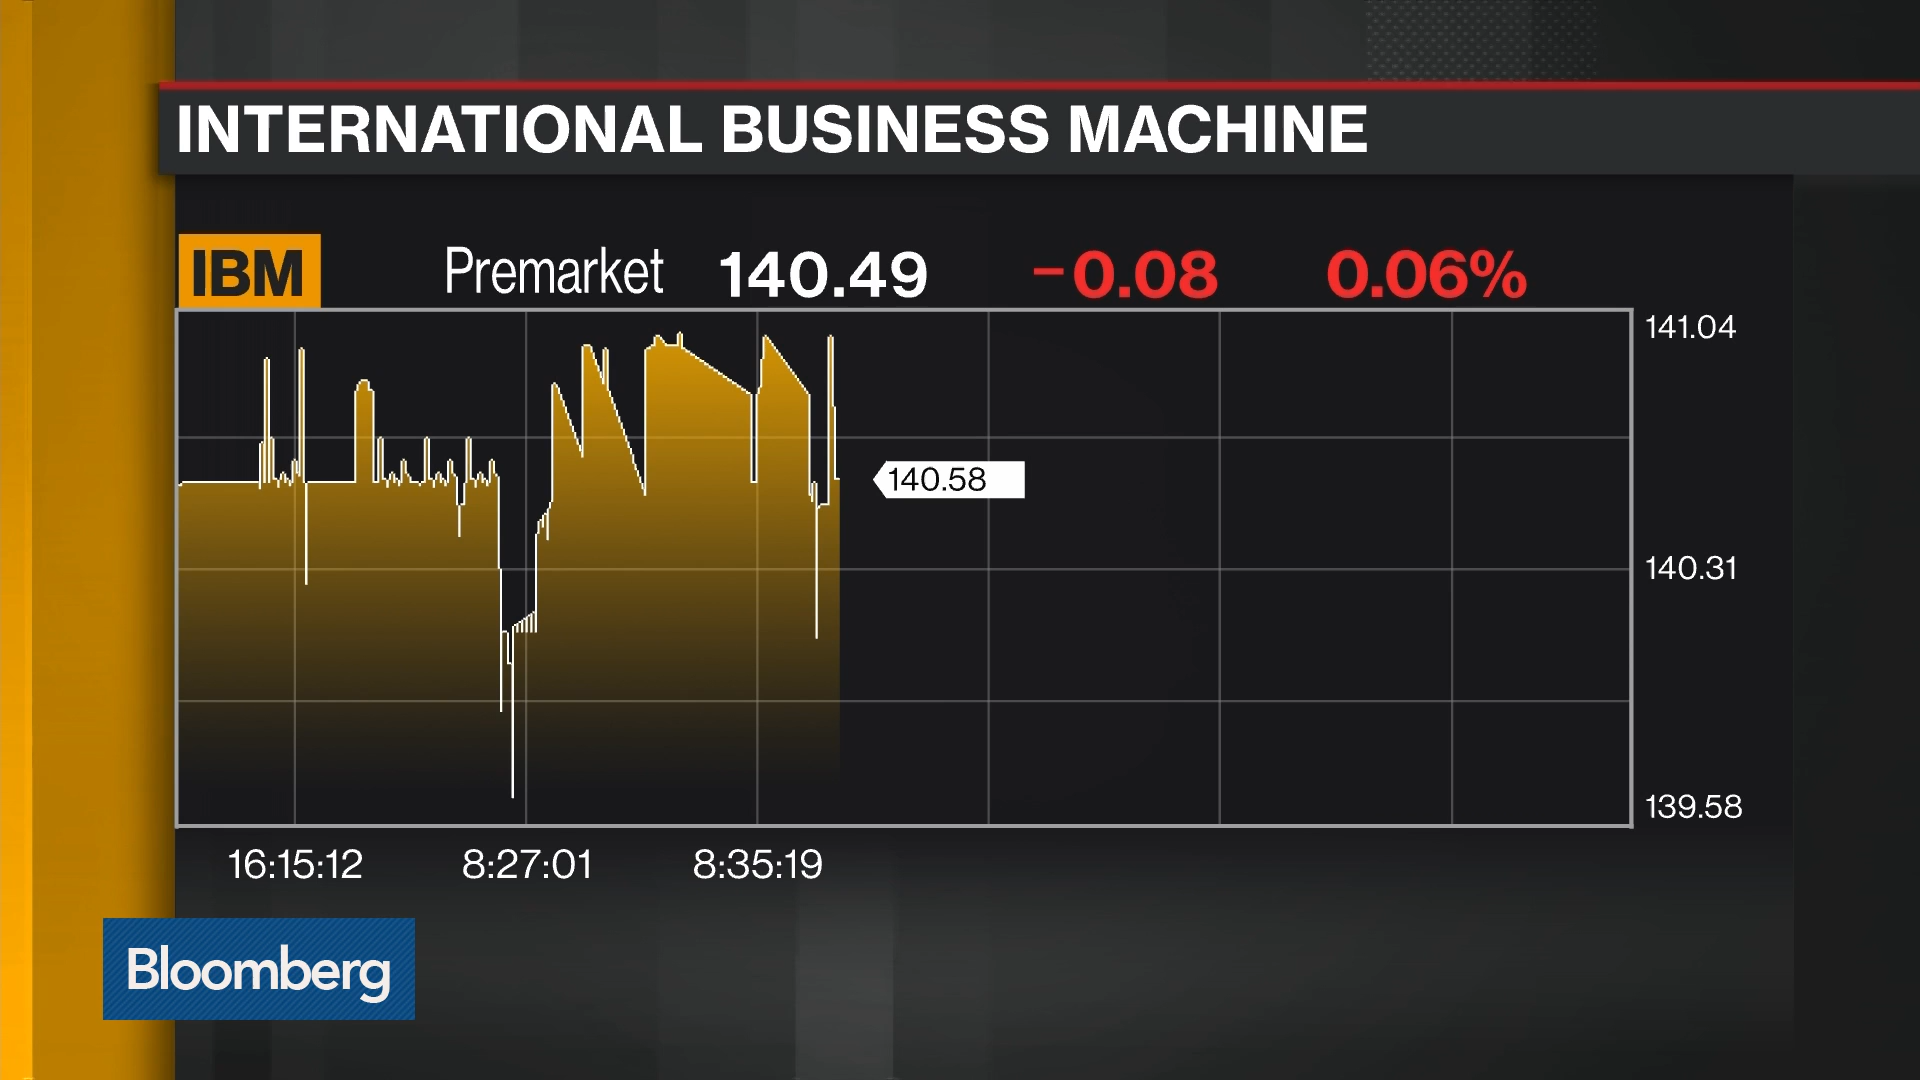 INTERNATIONAL BUSINESS MACHINE
IBM Premarket 140.49 -0.08 0.06%
141.04
140.58
140.31
139.58
16:15:12 8:27:01 8:35:19
Bloomberg